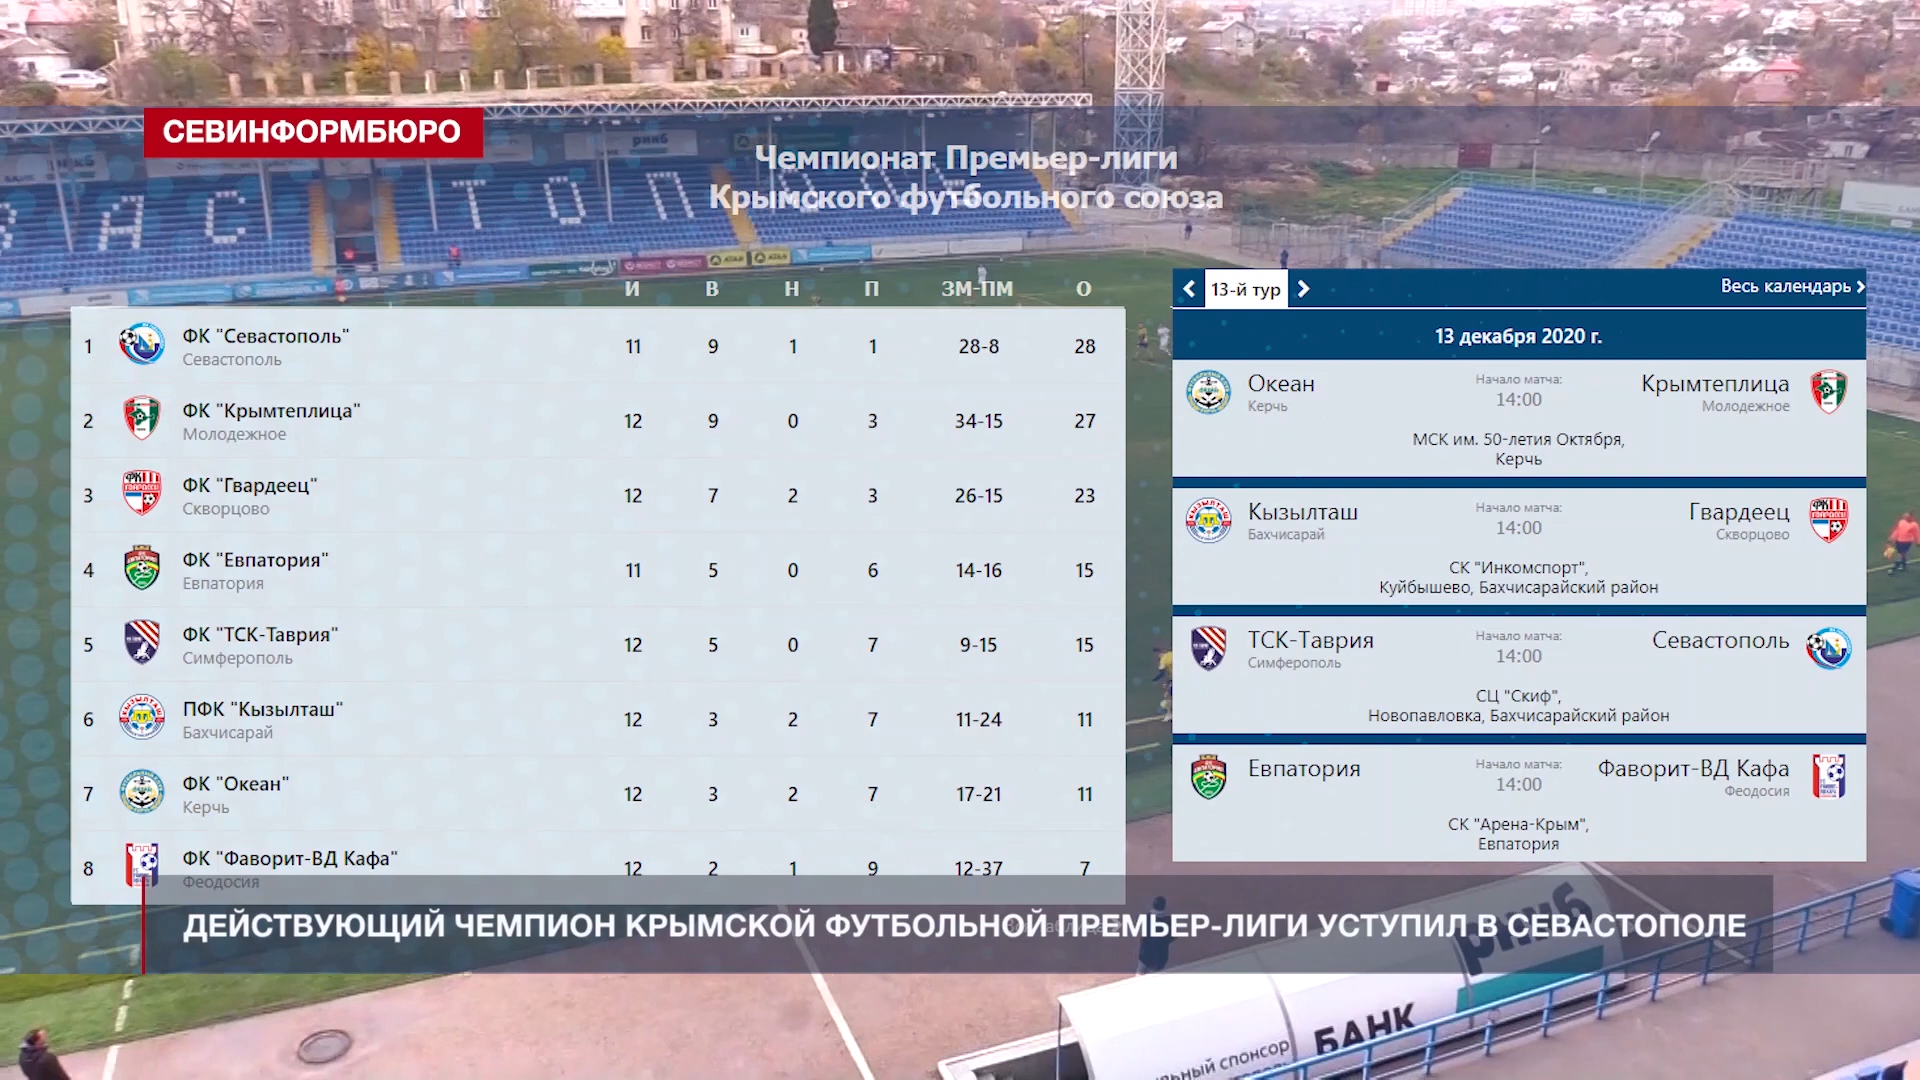 СЕВИНФОРМБЮРО
Чемпионат Премьер-лиги
Крымского футбольного союза
И В Н П ЗМ-ПМ О
1 ФК "Севастополь" 11 9 1 1 28-8 28
Севастополь
2 ФК "Крымтеплица" 12 9 0 3 34-15 27
Молодежное
3 ФК "Гвардеец" 12 7 2 3 26-15 23
Скворцово
4 ФК "Евпатория" 11 5 0 6 14-16 15
Евпатория
5 ФК "ТСК-Таврия" 12 5 0 7 9-15 15
Симферополь
6 ПФК "Кызылташ" 12 3 2 7 11-24 11
Бахчисарай
7 ФК "Океан" 12 3 2 7 17-21 11
Керчь
8 ФК "Фаворит-ВД Кафа" 12 2 1 9 12-37 7
Феодосия
13-й тур Весь календарь
13 декабря 2020 г.
Океан Начало матча: Крымтеплица
Керчь 14:00 Молодежное
МСК им. 50-летия Октября,
Керчь
Кызылташ Начало матча: Гвардеец
Бахчисарай 14:00 Скворцово
СК "Инкомспорт",
Куйбышево, Бахчисарайский район
ТСК-Таврия Начало матча: Севастополь
Симферополь 14:00
СЦ "Скиф",
Новопавловка, Бахчисарайский район
Евпатория Начало матча: Фаворит-ВД Кафа
14:00 Феодосия
СК "Арена-Крым",
Евпатория
ДЕЙСТВУЮЩИЙ ЧЕМПИОН КРЫМСКОЙ ФУТБОЛЬНОЙ ПРЕМЬЕР-ЛИГИ УСТУПИЛ В СЕВАСТОПОЛЕ
рнкб
БАНК
спонсор